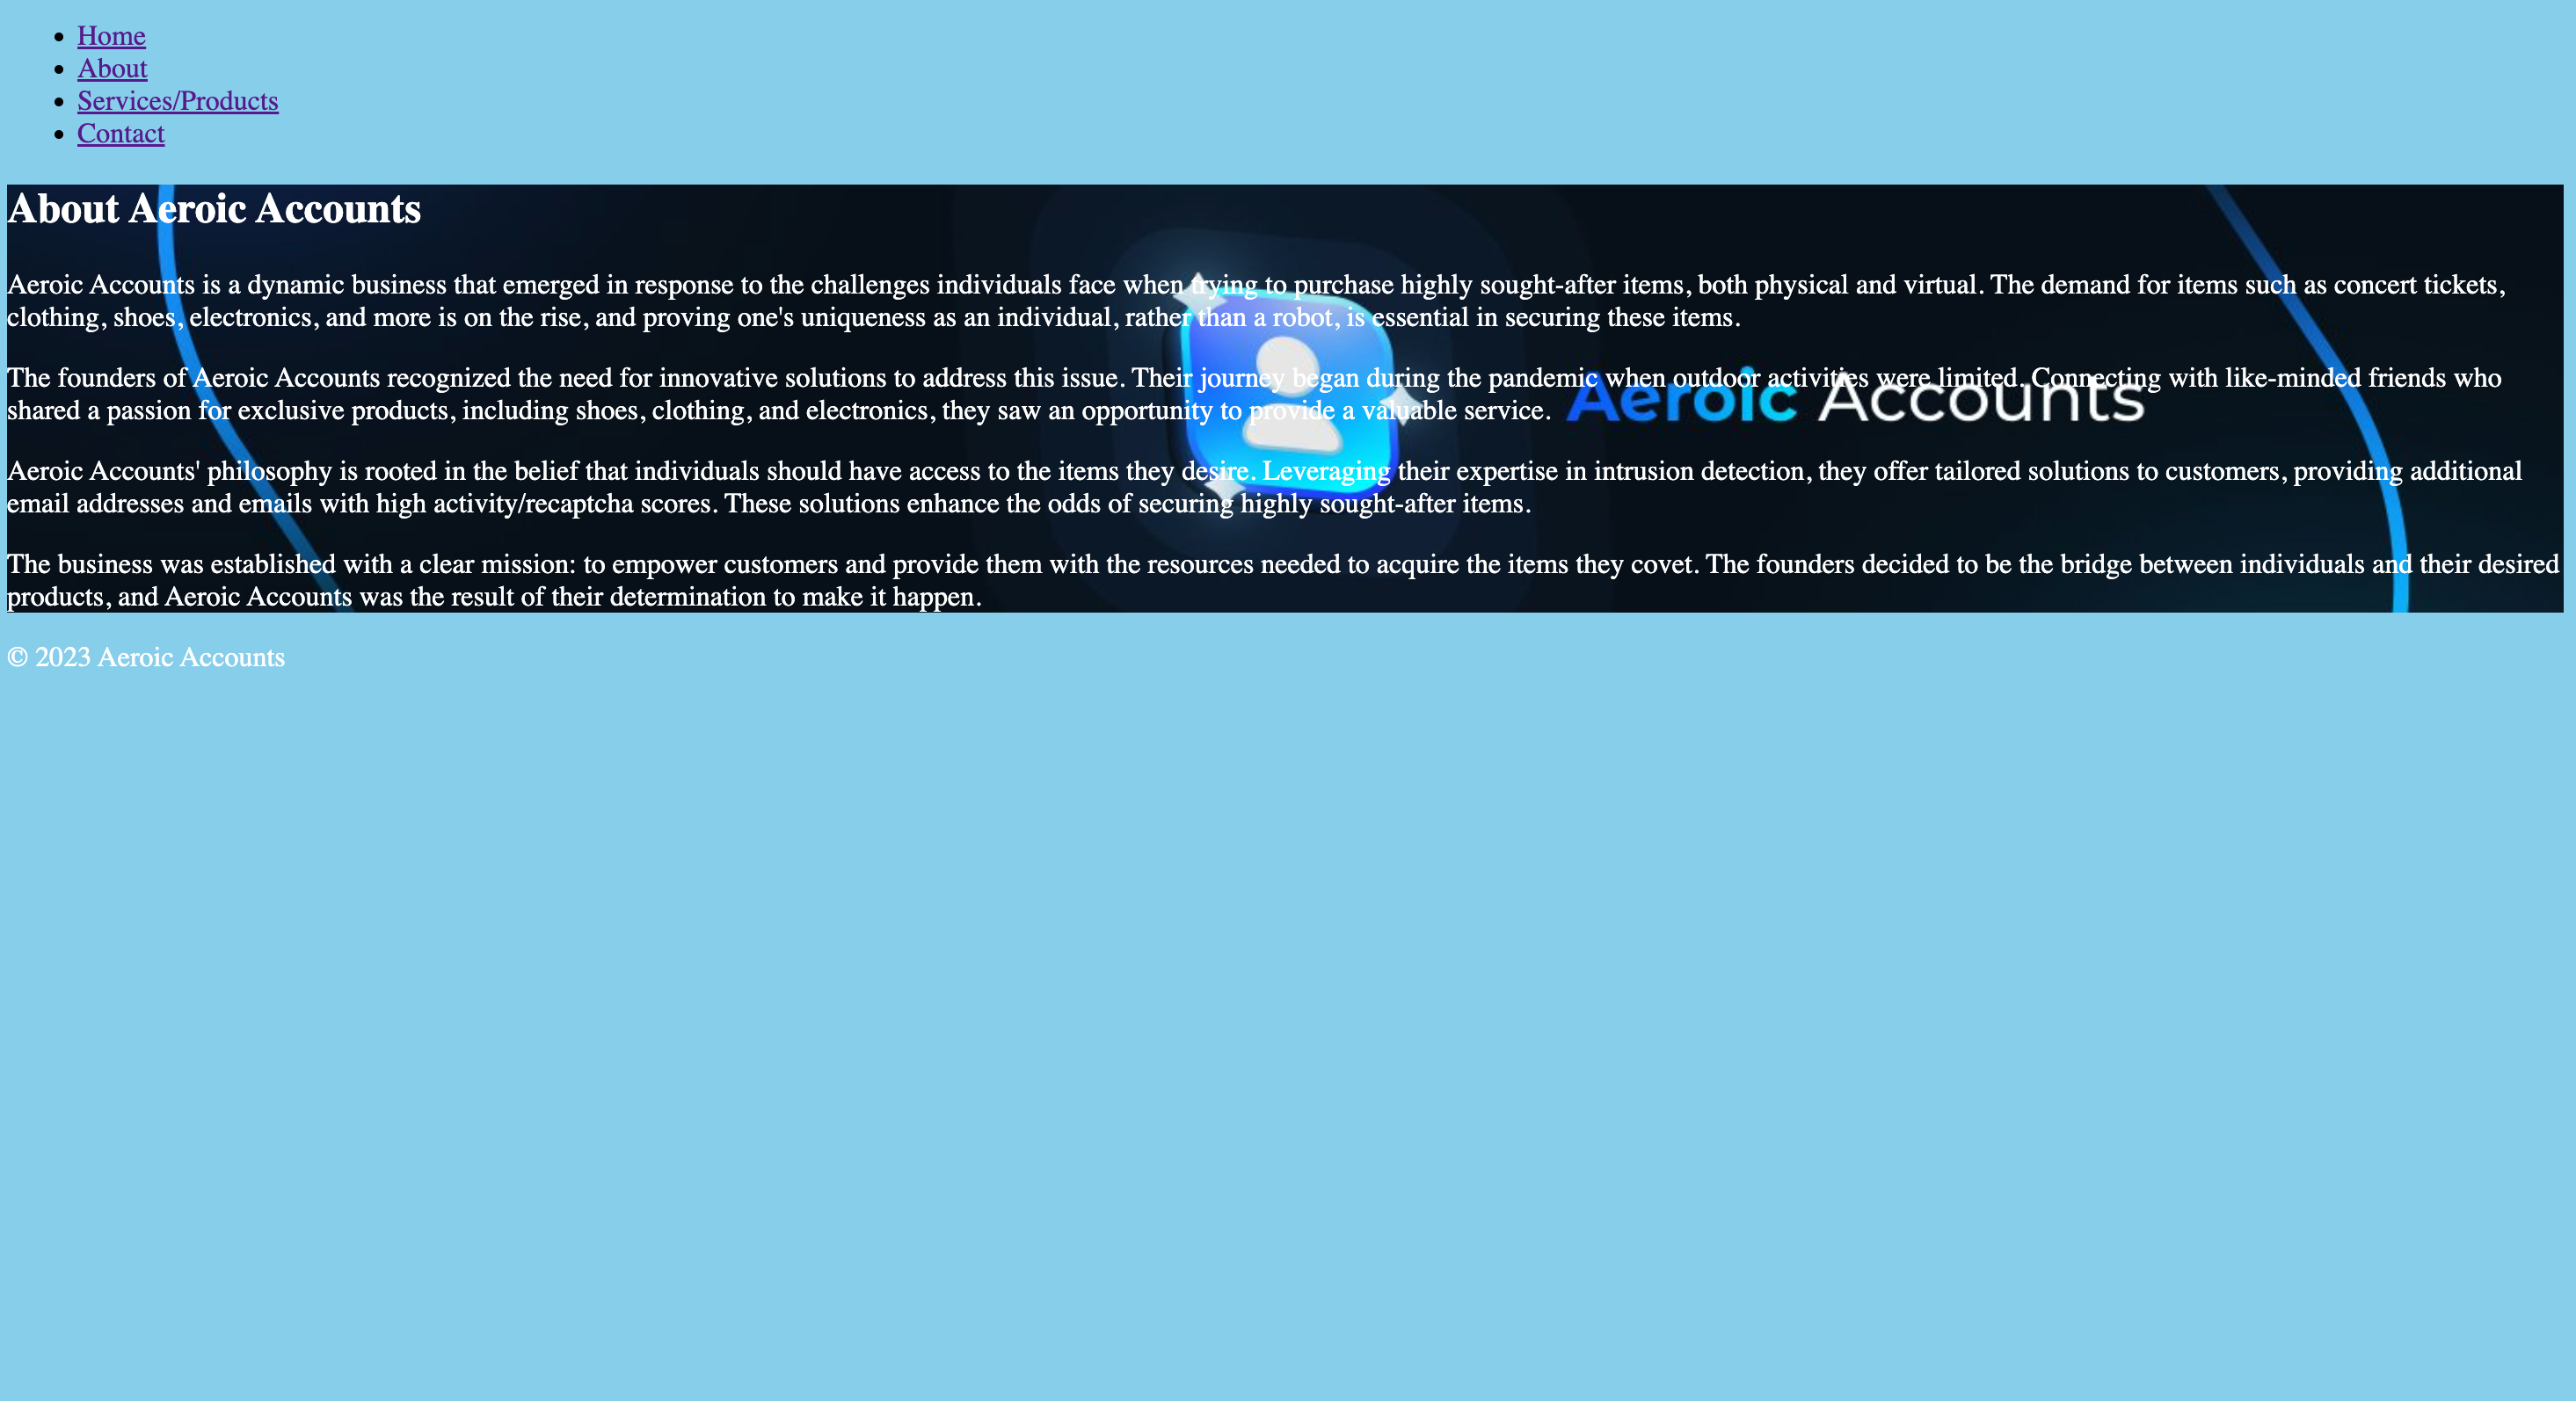 Home
About
Services/Products
Contact
About Aeroic Accounts
Aeroic Accounts is a dynamic business that emerged in response to the challenges individuals face when trying to purchase highly sought-after items, both physical and virtual. The demand for items such as concert tickets,
clothing, shoes, electronics, and more is on the rise, and proving one's uniqueness as an individual, rather than a robot, is essential in securing these items.
The founders of Aeroic Accounts recognized the need for innovative solutions to address this issue. Their journey began during the pandemic when outdoor activities were limited. Connecting with like-minded friends who
shared a passion for exclusive products, including shoes, clothing, and electronics, they saw an opportunity to provide a valuable service.
Aeroic Accounts
Aeroic Accounts' philosophy is rooted in the belief that individuals should have access to the items they desire. Leveraging their expertise in intrusion detection, they offer tailored solutions to customers, providing additional
email addresses and emails with high activity/recaptcha scores. These solutions enhance the odds of securing highly sought-after items.
The business was established with a clear mission: to empower customers and provide them with the resources needed to acquire the items they covet. The founders decided to be the bridge between individuals and their desired
products, and Aeroic Accounts was the result of their determination to make it happen.
© 2023 Aeroic Accounts